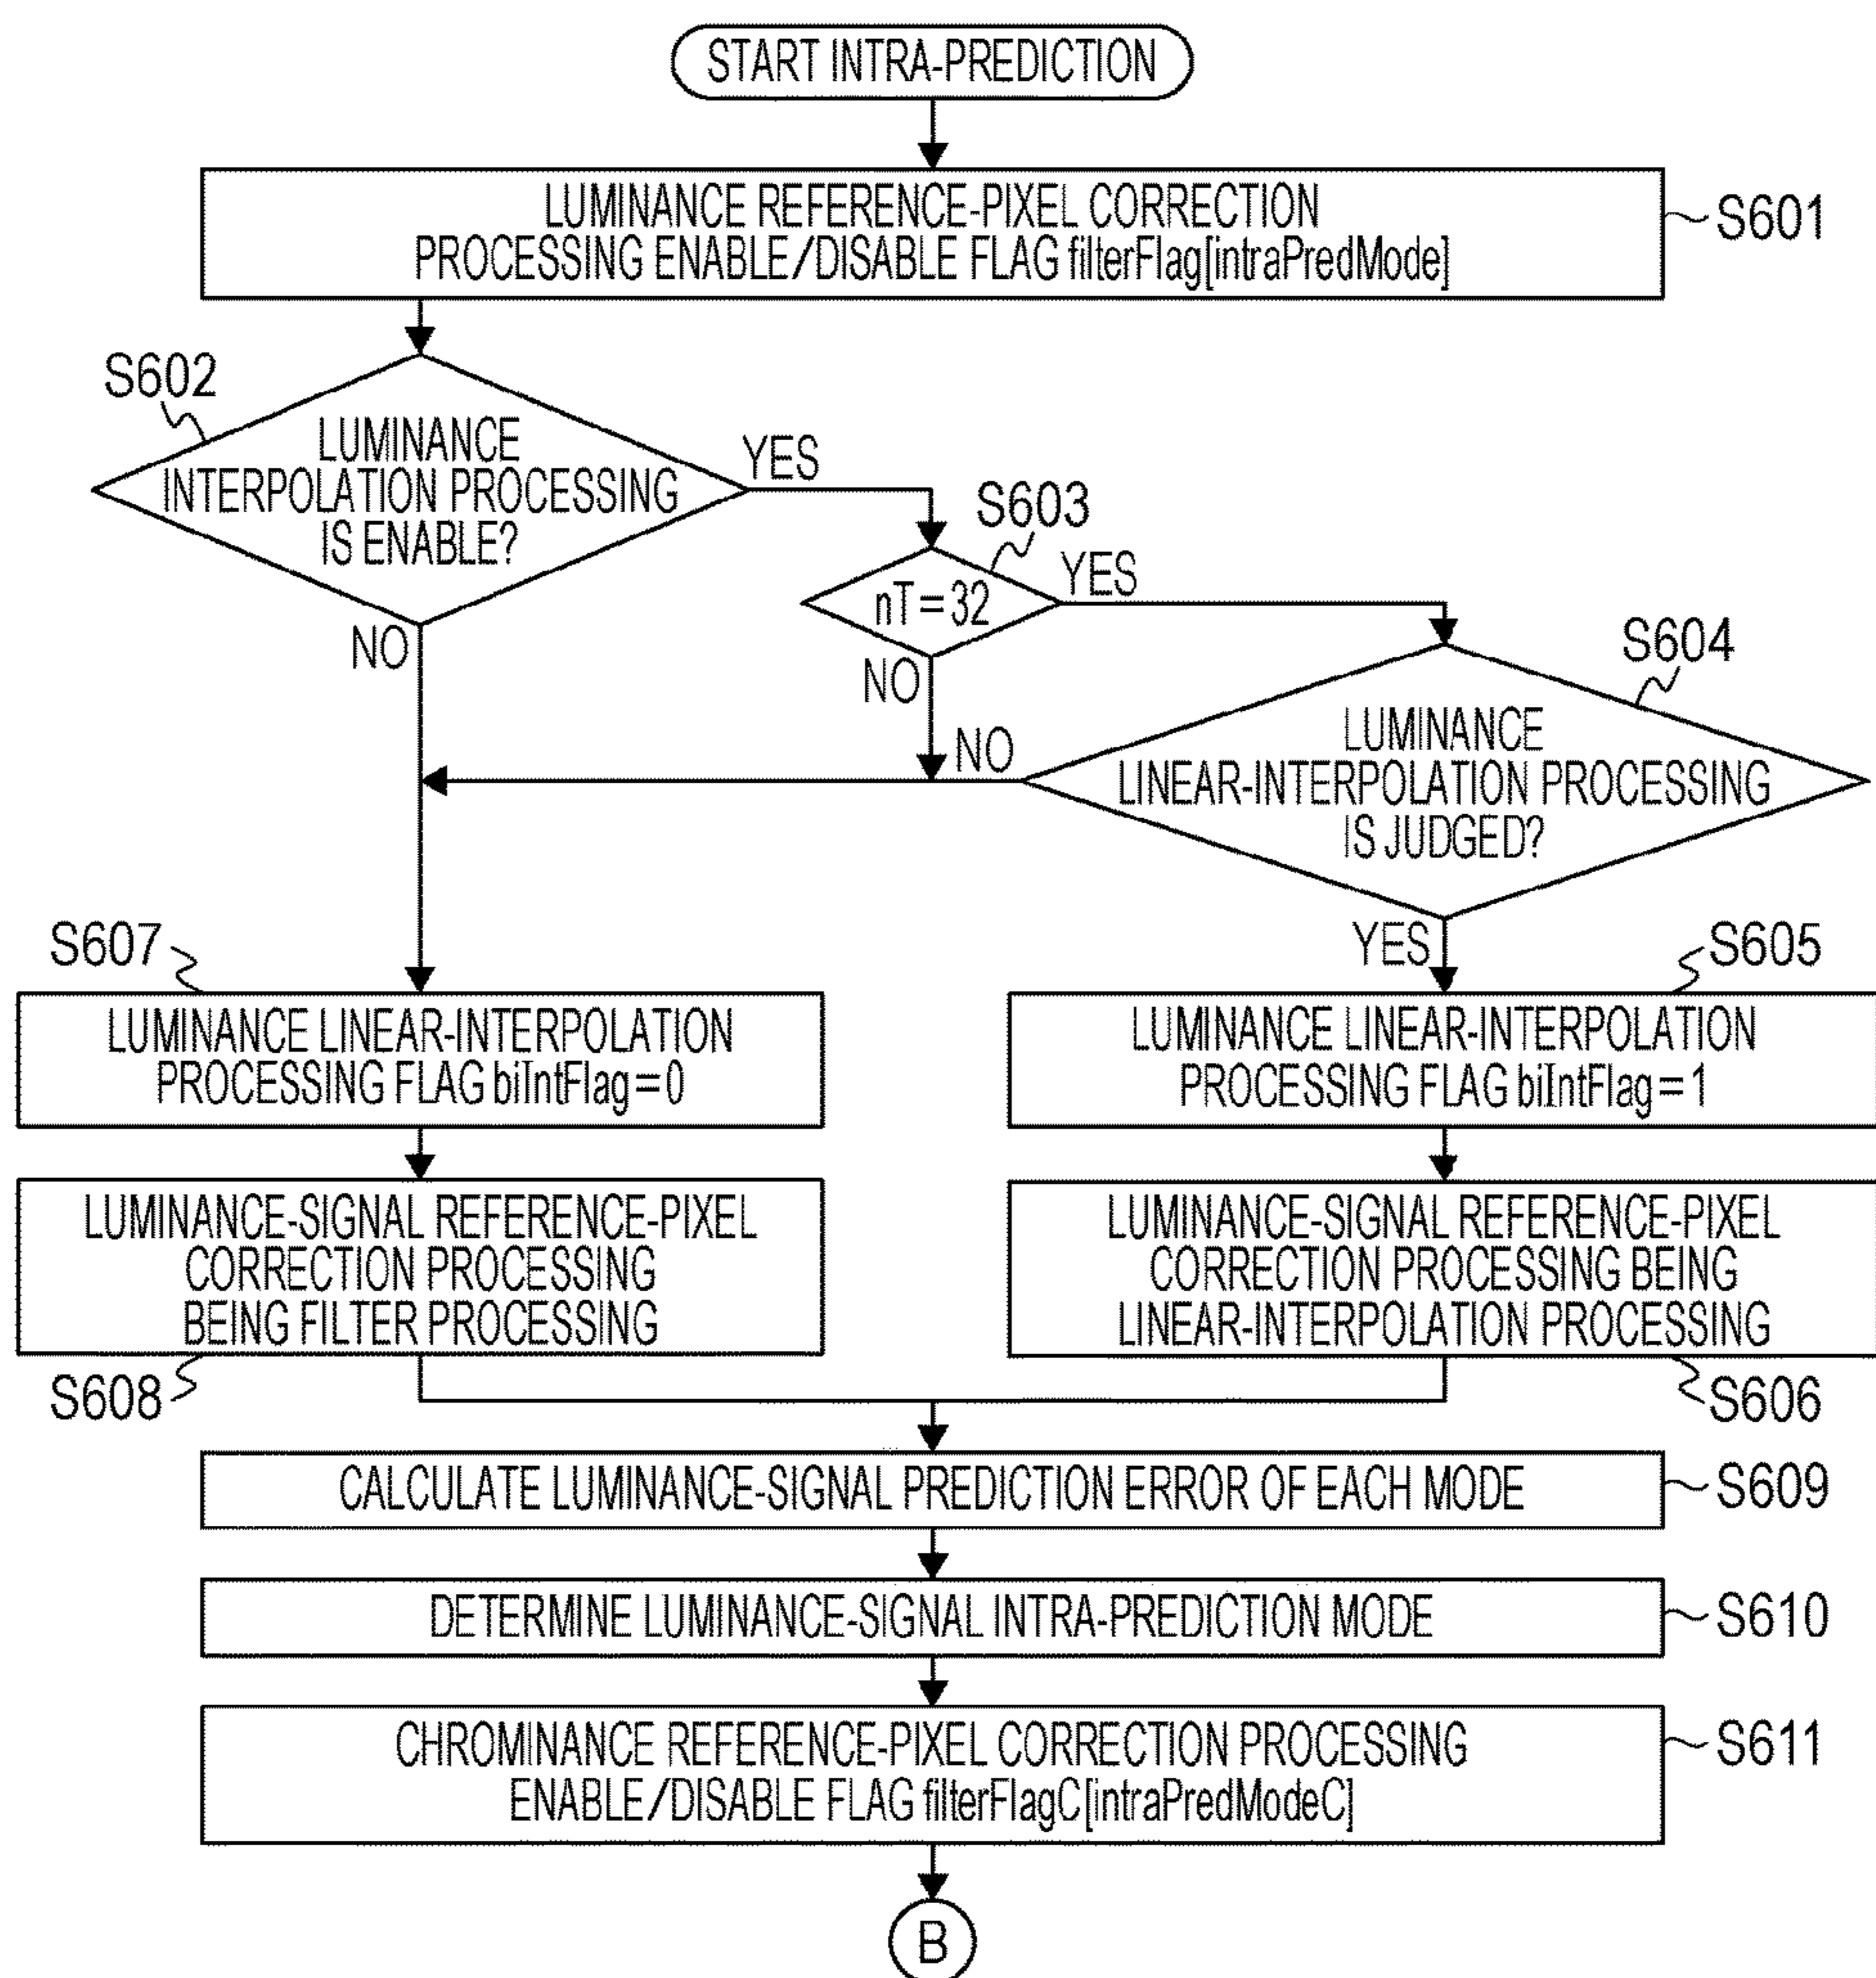 START INTRA-PREDICTION
LUMINANCE REFERENCE-PIXEL CORRECTION
PROCESSING ENABLE/DISABLE FLAG filterFlag[intraPredMode]
S601
S602
LUMINANCE
INTERPOLATION PROCESSING
IS ENABLE?
YES
NO
S603
nT=32
YES
NO
S604
LUMINANCE
LINEAR-INTERPOLATION PROCESSING
IS JUDGED?
NO
YES
S607
LUMINANCE LINEAR-INTERPOLATION
PROCESSING FLAG biIntFlag=0
S605
LUMINANCE LINEAR-INTERPOLATION
PROCESSING FLAG biIntFlag=1
LUMINANCE-SIGNAL REFERENCE-PIXEL
CORRECTION PROCESSING
BEING FILTER PROCESSING
S608
LUMINANCE-SIGNAL REFERENCE-PIXEL
CORRECTION PROCESSING BEING
LINEAR-INTERPOLATION PROCESSING
S606
CALCULATE LUMINANCE-SIGNAL PREDICTION ERROR OF EACH MODE
S609
DETERMINE LUMINANCE-SIGNAL INTRA-PREDICTION MODE
S610
CHROMINANCE REFERENCE-PIXEL CORRECTION PROCESSING
ENABLE/DISABLE FLAG filterFlagC[intraPredModeC]
S611
B